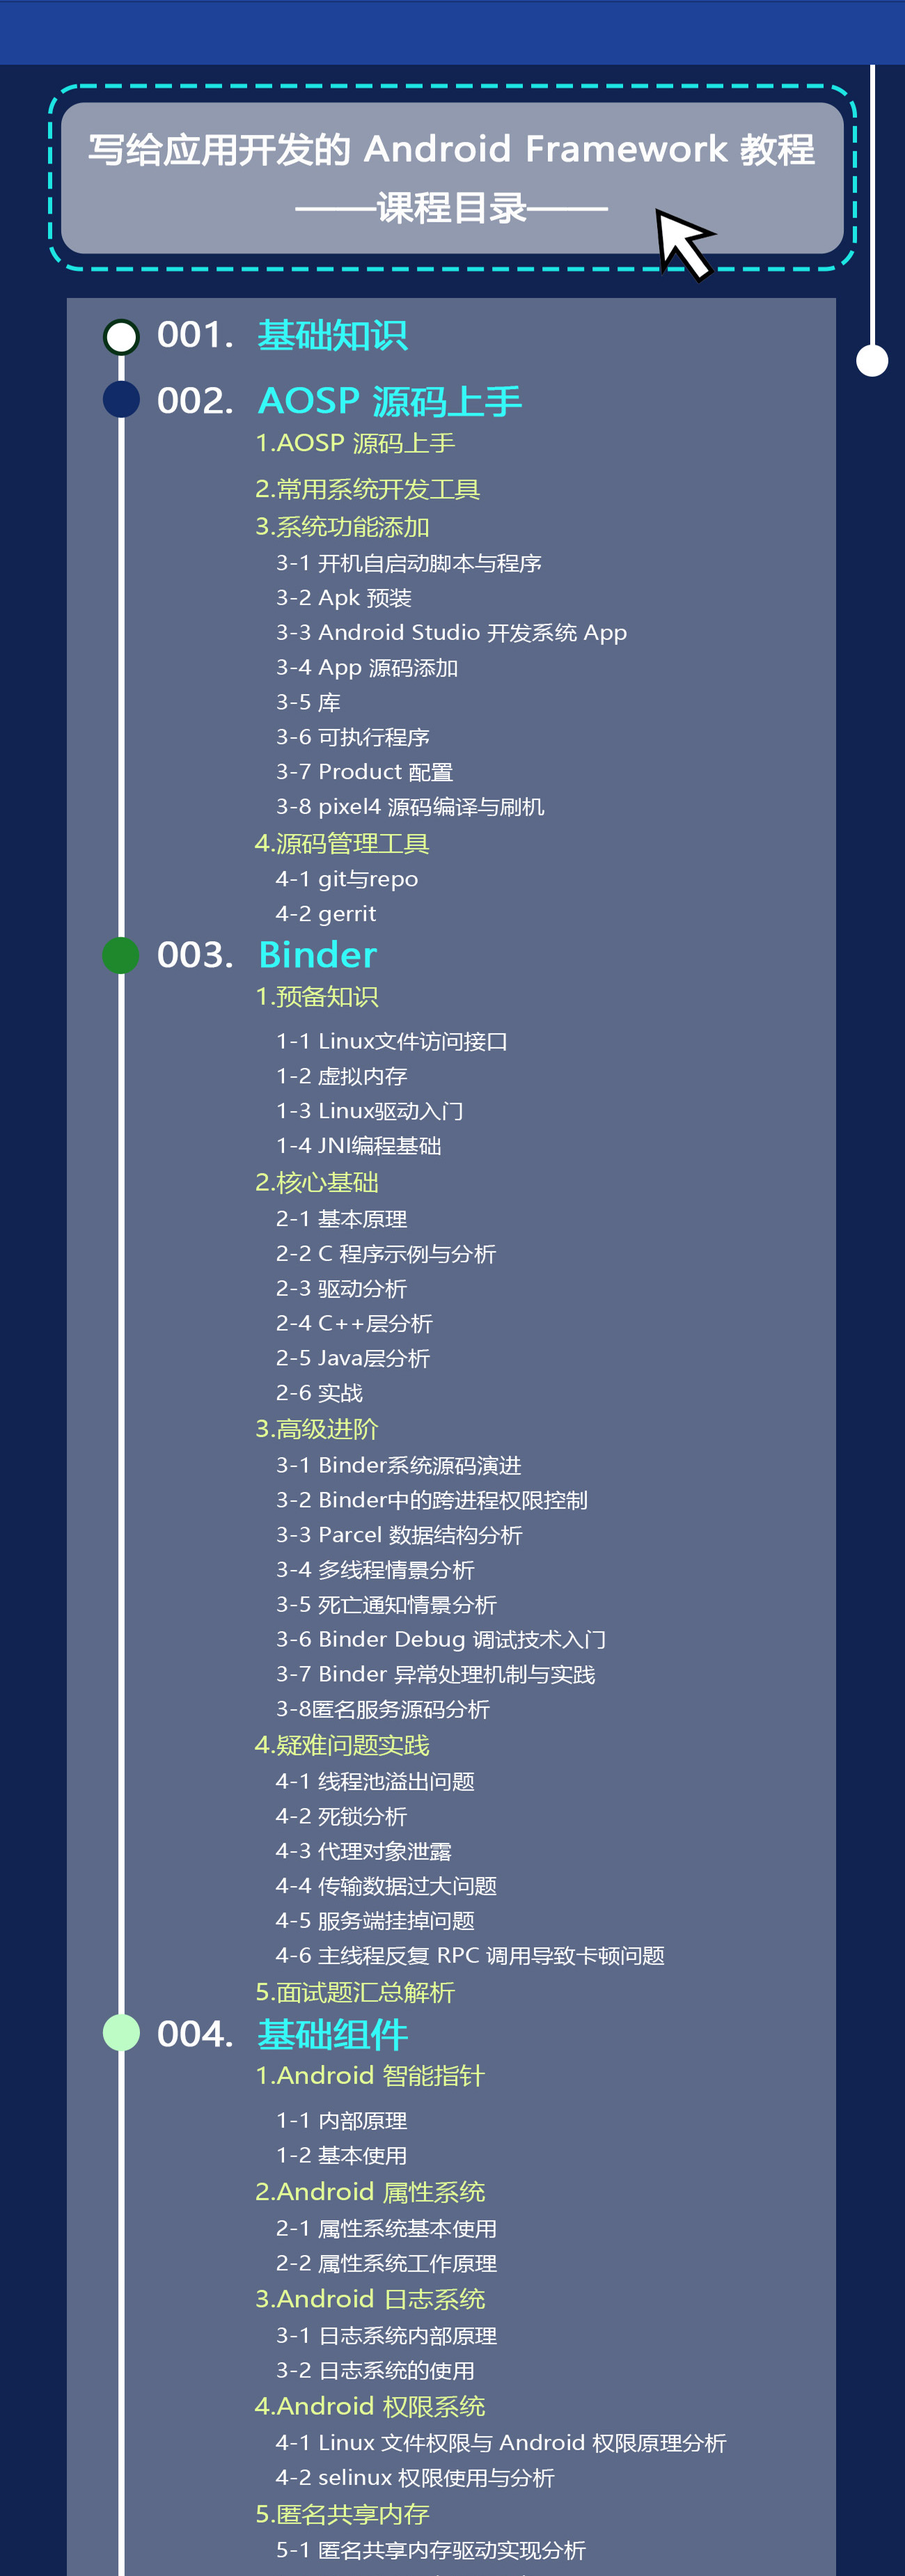 写给应用开发的 Android Framework 教程
——课程目录——
001. 基础知识
002. AOSP 源码上手
1.AOSP 源码上手
2.常用系统开发工具
3.系统功能添加
3-1 开机自启动脚本与程序
3-2 Apk 预装
3-3 Android Studio 开发系统 App
3-4 App 源码添加
3-5 库
3-6 可执行程序
3-7 Product 配置
3-8 pixel4 源码编译与刷机
4.源码管理工具
4-1 git与repo
4-2 gerrit
003. Binder
1.预备知识
1-1 Linux文件访问接口
1-2 虚拟内存
1-3 Linux驱动入门
1-4 JNI编程基础
2.核心基础
2-1 基本原理
2-2 C 程序示例与分析
2-3 驱动分析
2-4 C++层分析
2-5 Java层分析
2-6 实战
3.高级进阶
3-1 Binder系统源码演进
3-2 Binder中的跨进程权限控制
3-3 Parcel 数据结构分析
3-4 多线程情景分析
3-5 死亡通知情景分析
3-6 Binder Debug 调试技术入门
3-7 Binder 异常处理机制与实践
3-8匿名服务源码分析
4.疑难问题实践
4-1 线程池溢出问题
4-2 死锁分析
4-3 代理对象泄露
4-4 传输数据过大问题
4-5 服务端挂掉问题
4-6 主线程反复 RPC 调用导致卡顿问题
5.面试题汇总解析
004. 基础组件
1.Android 智能指针
1-1 内部原理
1-2 基本使用
2.Android 属性系统
2-1 属性系统基本使用
2-2 属性系统工作原理
3.Android 日志系统
3-1 日志系统内部原理
3-2 日志系统的使用
4.Android 权限系统
4-1 Linux 文件权限与 Android 权限原理分析
4-2 selinux 权限使用与分析
5.匿名共享内存
5-1 匿名共享内存驱动实现分析